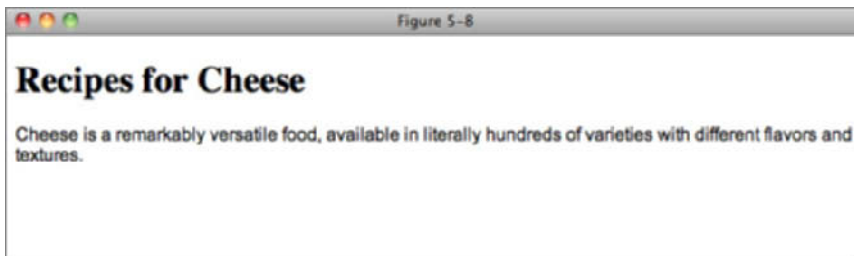 Figure 5-8
Recipes for Cheese
Cheese is a remarkably versatile food, available in literally hundreds of varieties with different flavors and
textures.